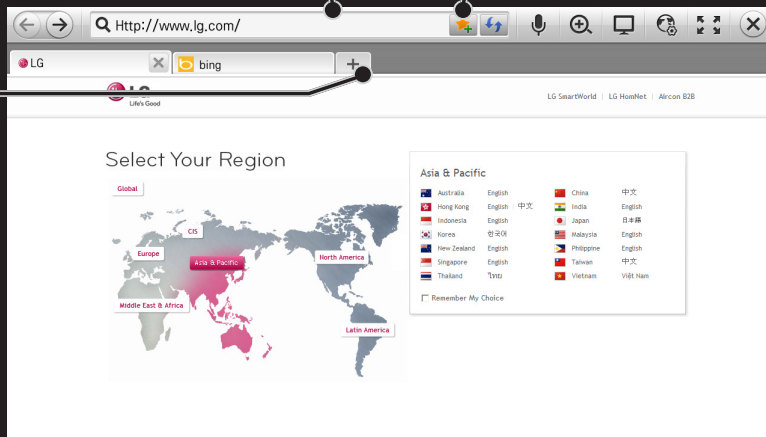 Http://www.lg.com/
LG
bing
LG
Life's Good
LG SmartWorld | LG HomNet | Aircon B2B
Select Your Region
Global
CIS
Europe
Asia & Pacific
North America
Middle East & Africa
Latin America
Asia & Pacific
Australia English China 中文
Hong Kong English 中文 India English
Indonesia English Japan 日本語
Korea 한국어 Malaysia English
New Zealand English Philippine English
Singapore English Taiwan 中文
Thailand ไทย Vietnam Việt Nam
Remember My Choice